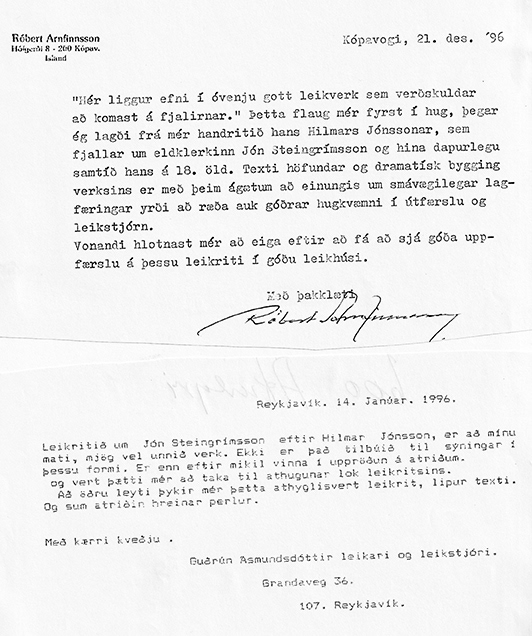 Róbert Arnfinnsson
Hófgerði 8 - 200 Kópav.
Ísland
Kópavogi, 21. des. '96
"Hér liggur efni í óvenju gott leikverk sem verðskuldar
að komast á fjalirnar." Þetta flaug mér fyrst í hug, þegar
ég lagði frá mér handritið hans Hilmars Jónssonar, sem
fjallar um eldklerkinn Jón Steingrímsson og hina dapurlegu
samtíð hans á 18. öld. Texti höfundar og dramatísk bygging
verksins er með þeim ágætum að einungis um smávægilegar lag-
færingar yrði að ræða auk góðrar hugkvæmni í útfærslu og
leikstjórn.
Vonandi hlotnast mér að eiga eftir að fá að sjá góða upp-
færslu á þessu leikriti í góðu leikhúsi.
Með þakklæti
Róbert Arnfinnsson
Reykjavík. 14. Janúar. 1996.
Leikritið um Jón Steingrímsson eftir Hilmar Jónsson, er að mínu
mati, mjög vel unnið verk. Ekki er það tilbúið til sýningar í
þessu formi. Er enn eftir mikil vinna í uppröðun á atriðum.
og vert þætti mér að taka til athugunar lok leikritsins.
Að öðru leyti þykir mér þetta athyglisvert leikrit, lipur texti.
Og sum atriðin hreinar perlur.
Með kærri kveðju .
Guðrún Asmundsdóttir leikari og leikstjóri.
Grandaveg 36.
107. Reykjavík.